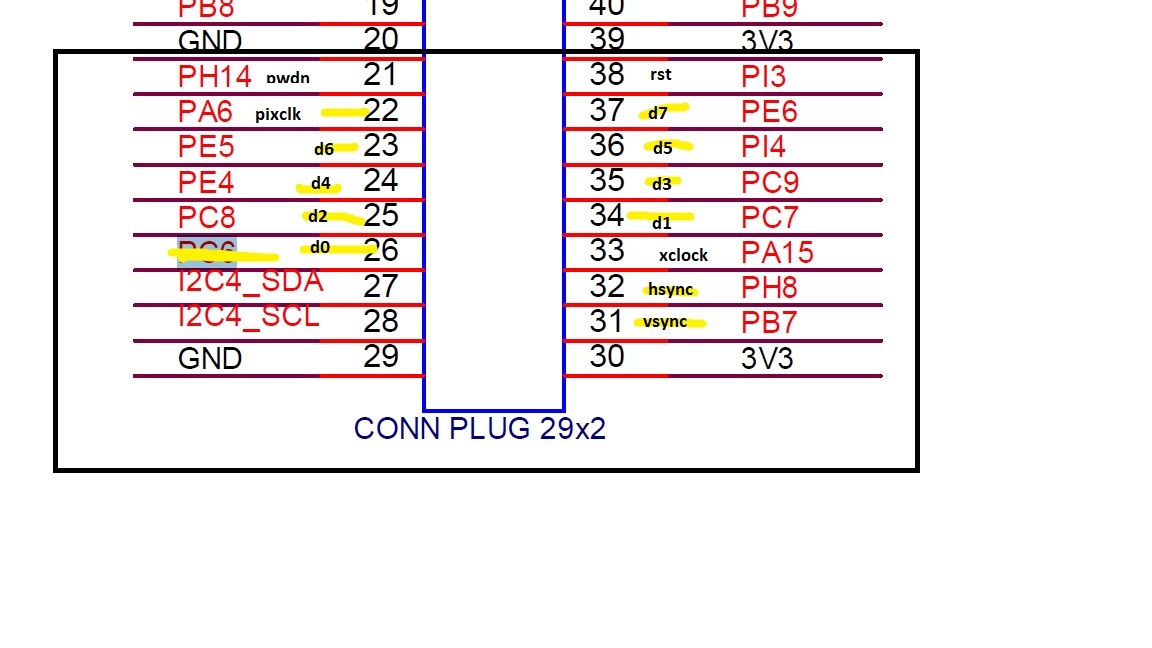 PB8 19 40 PB9
GND 20 39 3V3
PH14 pwdn 21 38 rst PI3
PA6 pixclk 22 37 d7 PE6
PE5 d6 23 36 d5 PI4
PE4 d4 24 35 d3 PC9
PC8 d2 25 34 d1 PC7
PC6 d0 26 33 xclock PA15
I2C4_SDA 27 32 hsync PH8
I2C4_SCL 28 31 vsync PB7
GND 29 30 3V3
CONN PLUG 29x2